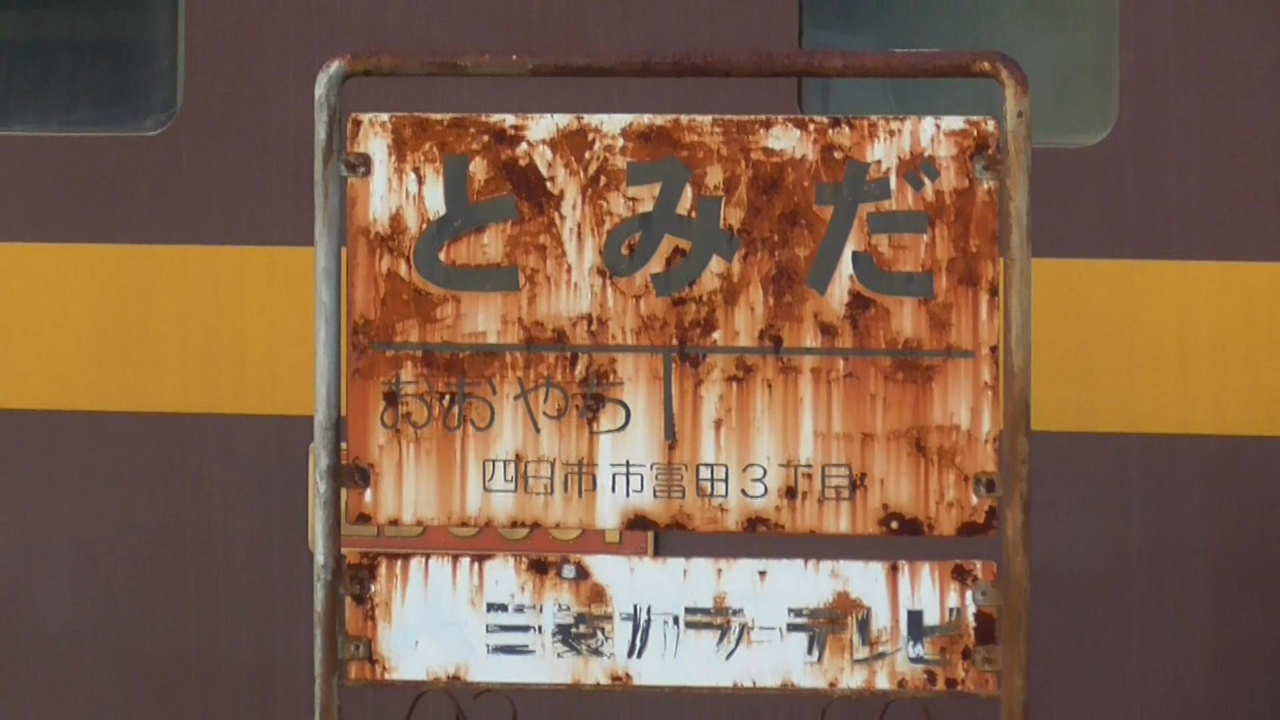 とみだ
おおやち
四日市市富田3丁目
三菱カラーテレビ